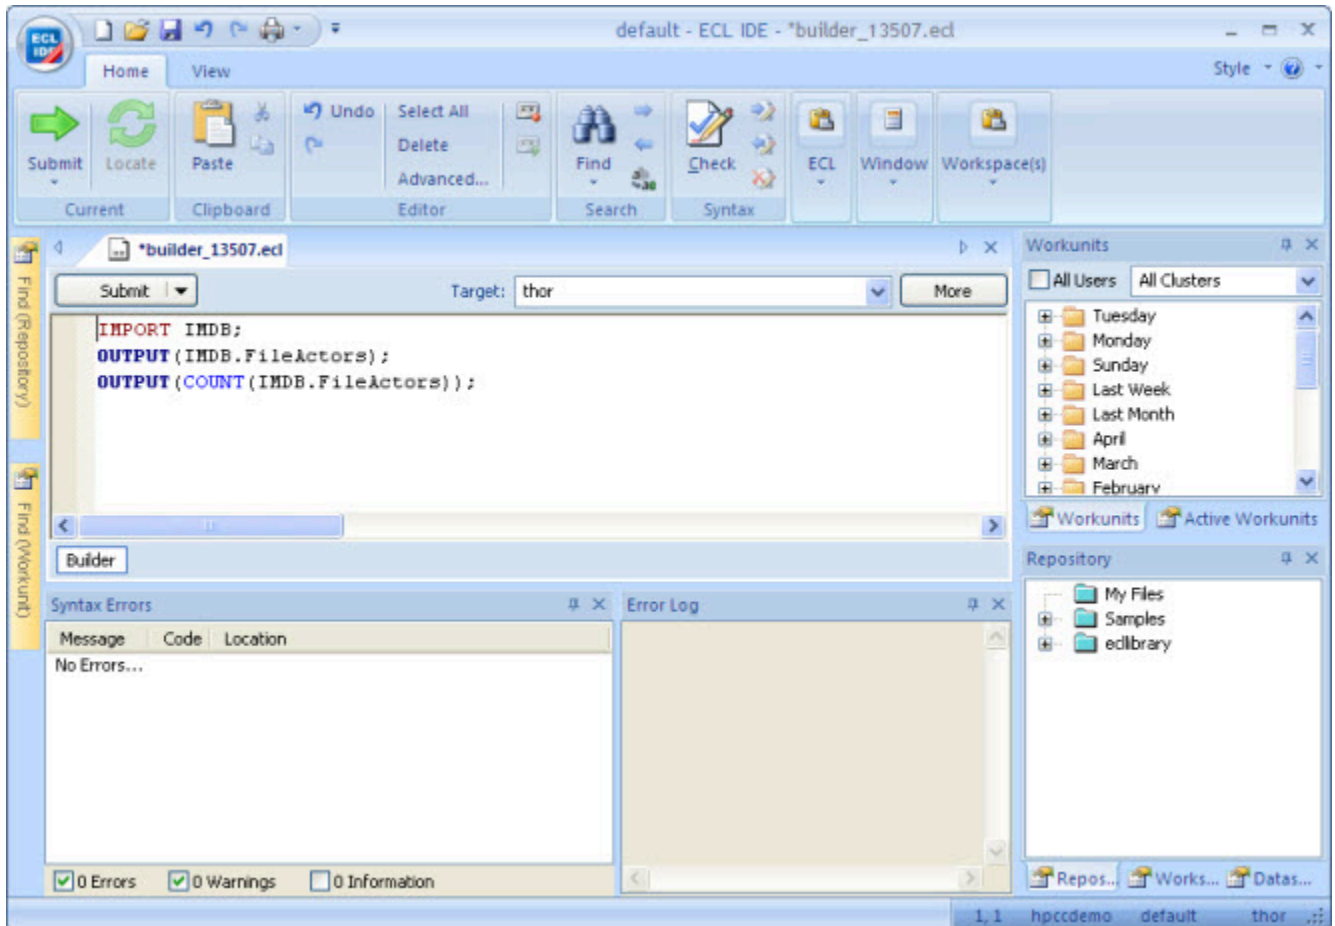 default - ECL IDE - *builder_13507.ecl
ECL
IDE
Home View Style
Submit Locate Paste Undo Select All Find Check ECL Window Workspace(s)
Delete
Advanced...
Current Clipboard Editor Search Syntax
Find (Repository)
Find (Workunit)
*builder_13507.ecl
Submit Target: thor More
IMPORT IMDB;
OUTPUT(IMDB.FileActors);
OUTPUT(COUNT(IMDB.FileActors));
Builder
Syntax Errors
Message Code Location
No Errors...
0 Errors 0 Warnings 0 Information
Error Log
Workunits
All Users All Clusters
Tuesday
Monday
Sunday
Last Week
Last Month
April
March
February
Workunits Active Workunits
Repository
My Files
Samples
eclibrary
Repos... Works... Datas...
1, 1 hpccdemo default thor